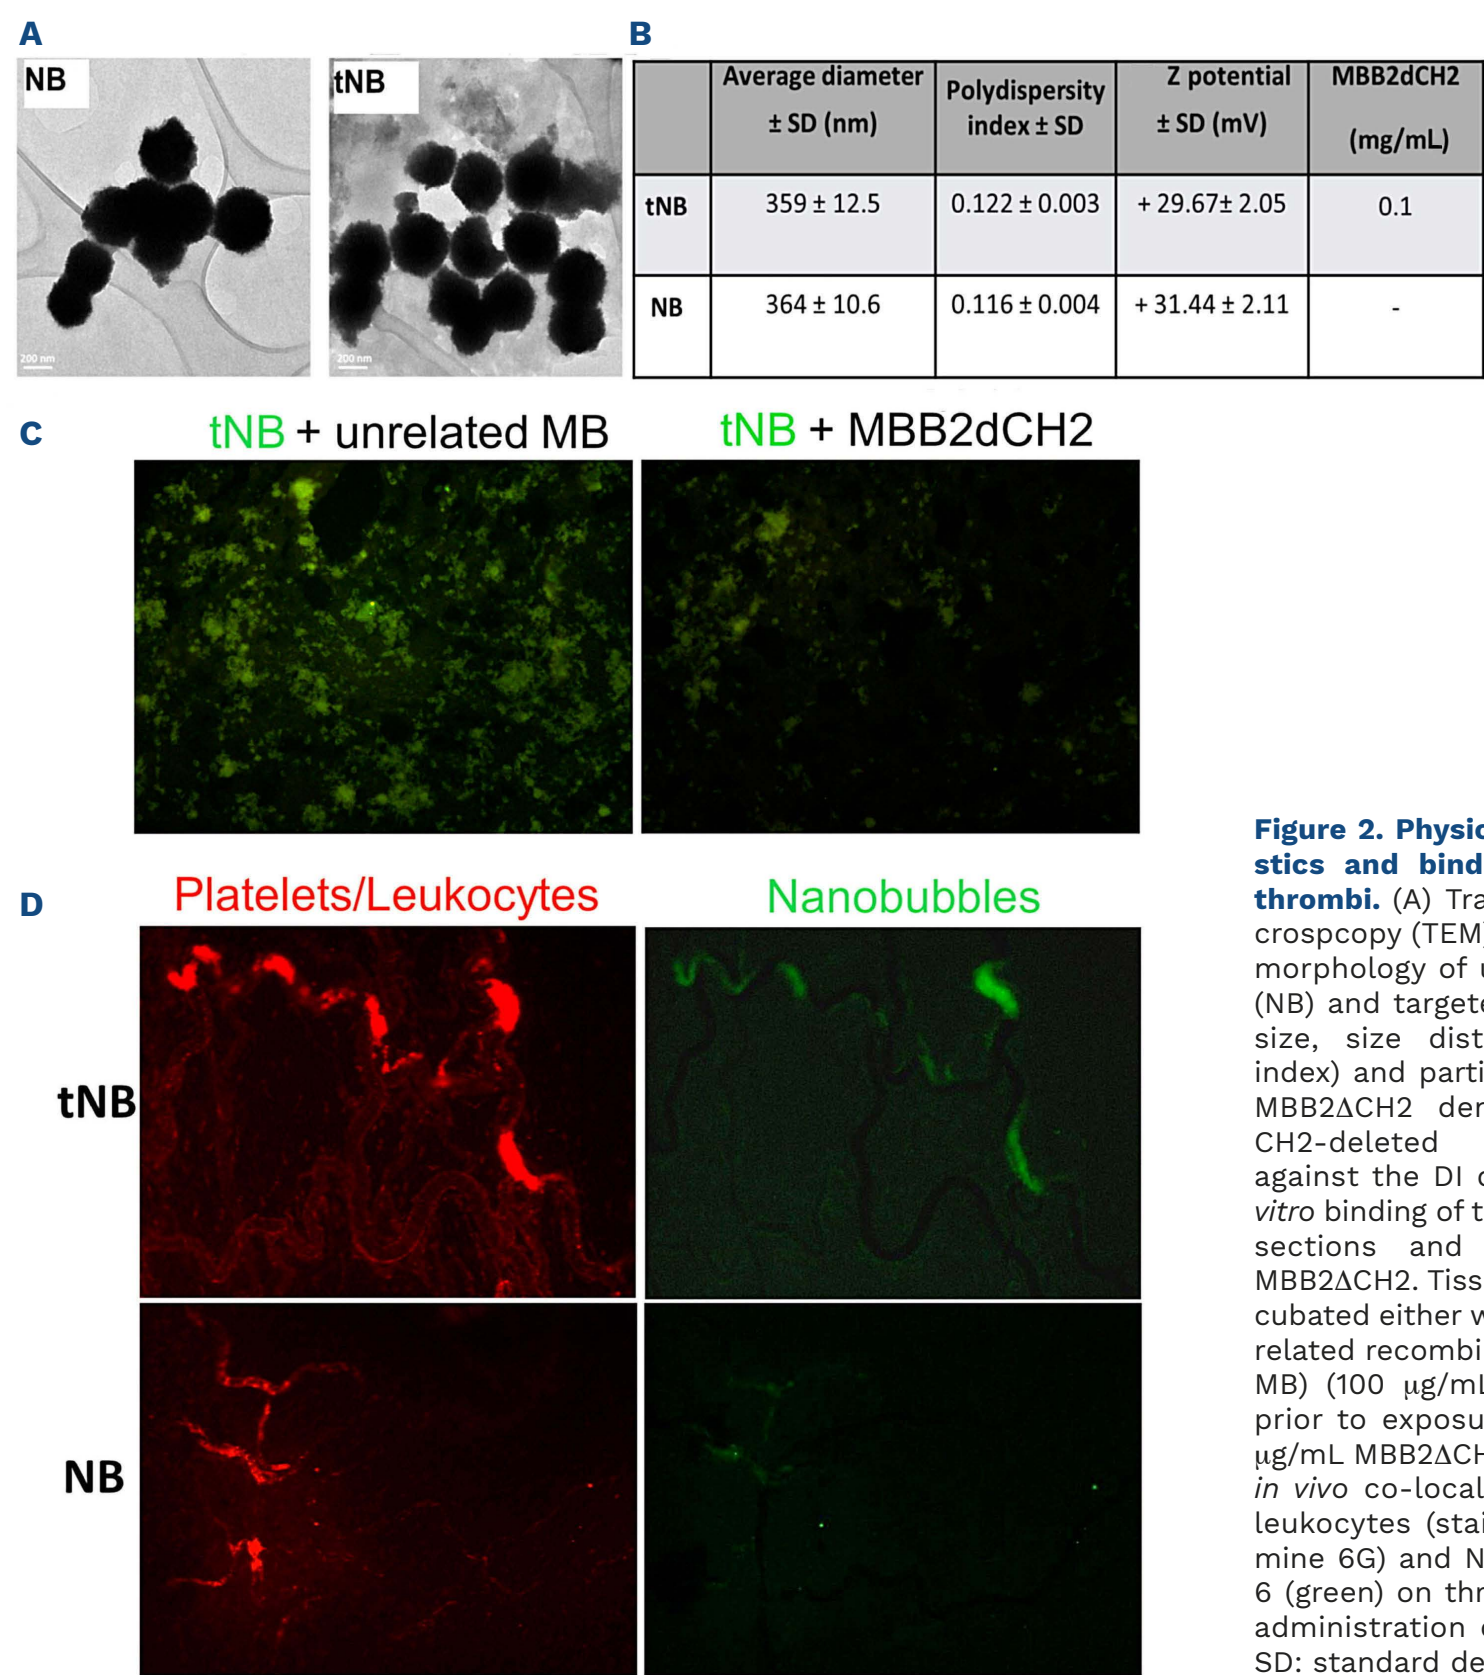 A
B
NB
tNB
200 nm
200 nm
Average diameter ± SD (nm)
Polydispersity index ± SD
Z potential ± SD (mV)
MBB2dCH2 (mg/mL)
tNB 359 ± 12.5 0.122 ± 0.003 + 29.67± 2.05 0.1
NB 364 ± 10.6 0.116 ± 0.004 + 31.44 ± 2.11 -
C
tNB + unrelated MB
tNB + MBB2dCH2
D
Platelets/Leukocytes
Nanobubbles
tNB
NB
Figure 2. Physic
stics and bind
thrombi. (A) Tra
crospcopy (TEM)
morphology of u
(NB) and targete
size, size dist
index) and parti
MBB2ΔCH2 der
CH2-deleted
against the DI d
vitro binding of t
sections and
MBB2ΔCH2. Tiss
cubated either w
related recombi
MB) (100 µg/mL
prior to exposu
µg/mL MBB2ΔCH
in vivo co-local
leukocytes (stai
mine 6G) and N
6 (green) on thr
administration o
SD: standard de